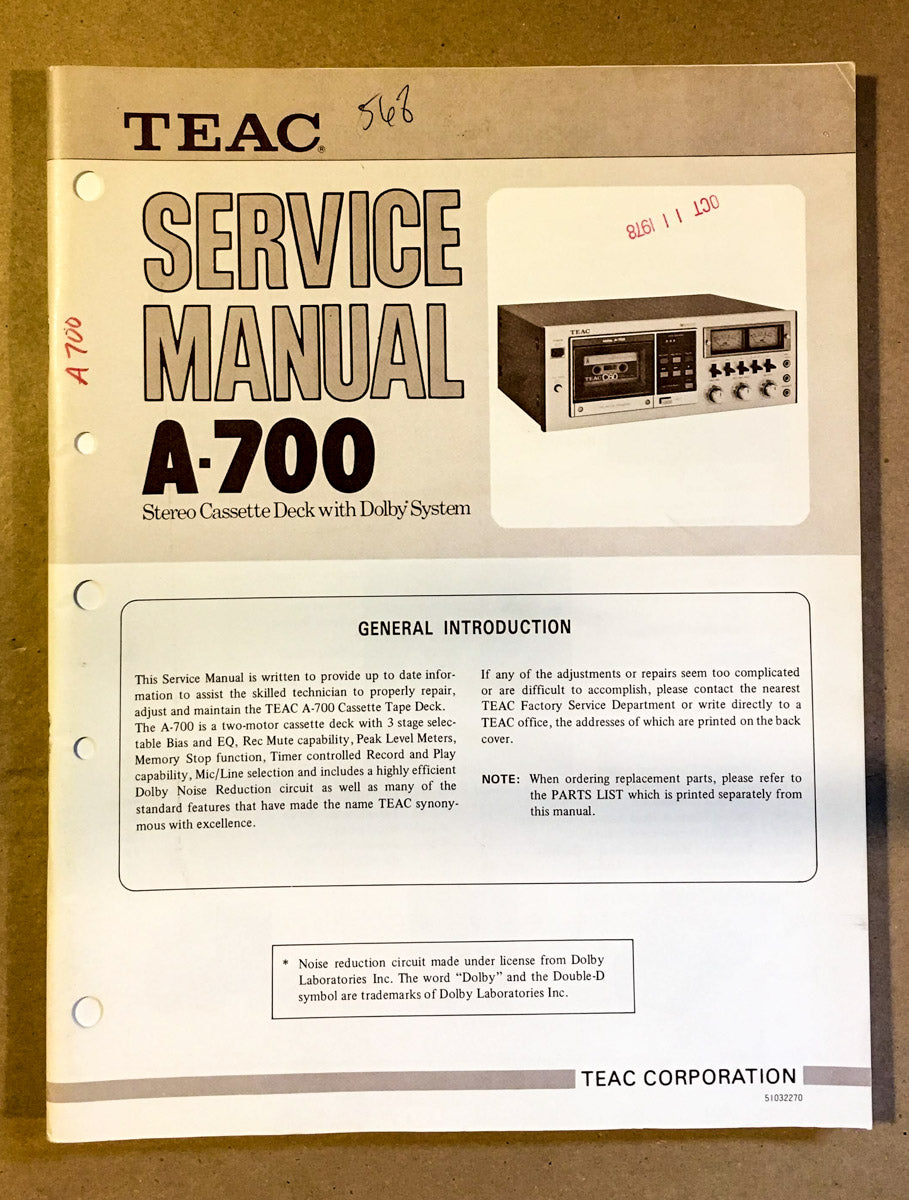 TEAC®
568
SERVICE
MANUAL
A-700
Stereo Cassette Deck with Dolby* System
OCT 11 1978
A 700
TEAC
TEAC C60
GENERAL INTRODUCTION
This Service Manual is written to provide up to date infor-
mation to assist the skilled technician to properly repair,
adjust and maintain the TEAC A-700 Cassette Tape Deck.
The A-700 is a two-motor cassette deck with 3 stage selec-
table Bias and EQ, Rec Mute capability, Peak Level Meters,
Memory Stop function, Timer controlled Record and Play
capability, Mic/Line selection and includes a highly efficient
Dolby Noise Reduction circuit as well as many of the
standard features that have made the name TEAC synony-
mous with excellence.
If any of the adjustments or repairs seem too complicated
or are difficult to accomplish, please contact the nearest
TEAC Factory Service Department or write directly to a
TEAC office, the addresses of which are printed on the back
cover.
NOTE: When ordering replacement parts, please refer to
the PARTS LIST which is printed separately from
this manual.
* Noise reduction circuit made under license from Dolby
Laboratories Inc. The word “Dolby” and the Double-D
symbol are trademarks of Dolby Laboratories Inc.
TEAC CORPORATION
51032270